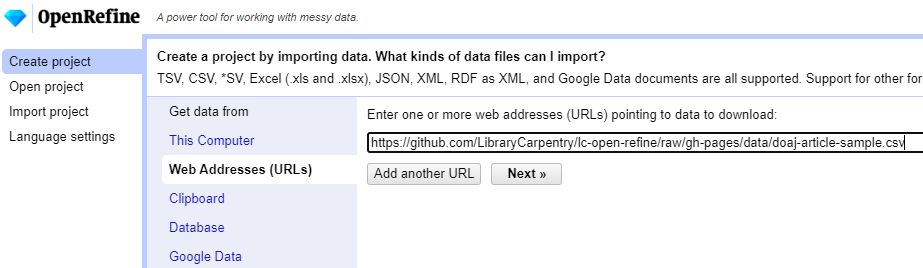 OpenRefine
A power tool for working with messy data.
Create project
Open project
Import project
Language settings
Create a project by importing data. What kinds of data files can I import?
TSV, CSV, *SV, Excel (.xls and .xlsx), JSON, XML, RDF as XML, and Google Data documents are all supported. Support for other for
Get data from
This Computer
Web Addresses (URLs)
Clipboard
Database
Google Data
Enter one or more web addresses (URLs) pointing to data to download:
https://github.com/LibraryCarpentry/lc-open-refine/raw/gh-pages/data/doaj-article-sample.csv
Add another URL
Next »